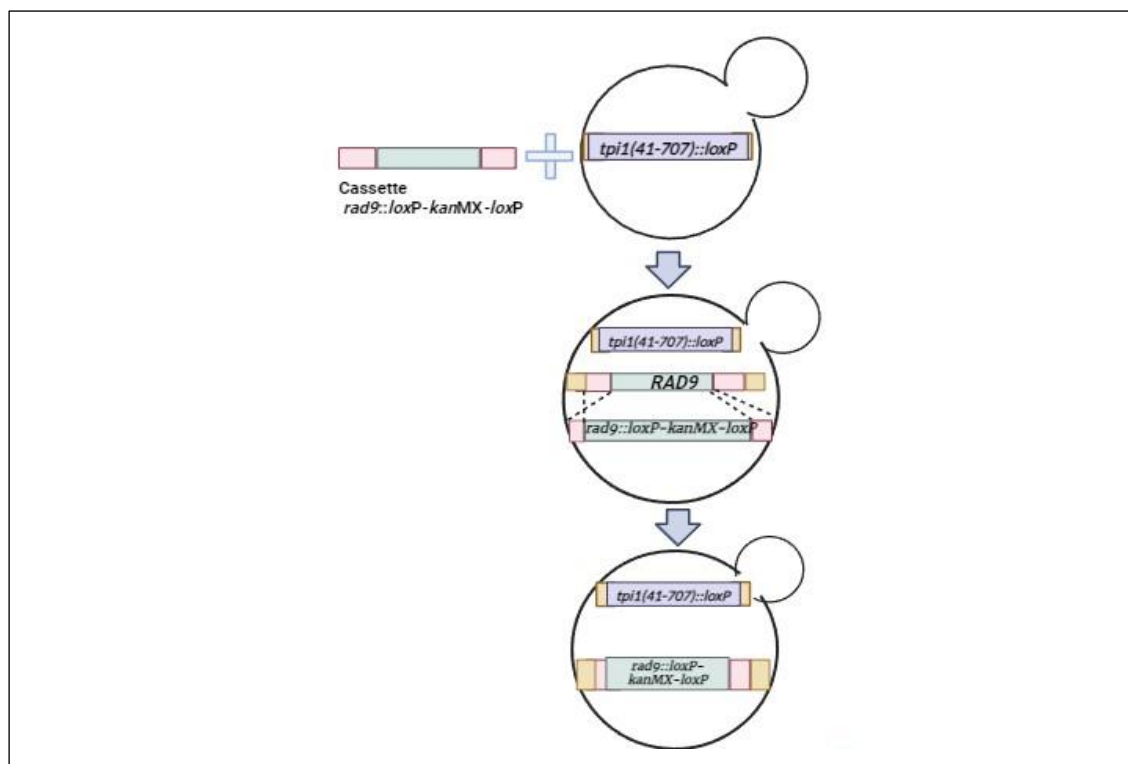 tpi1(41-707)::loxP
Cassette
rad9::loxP-kanMX-loxP
tpi1(41-707)::loxP
RAD9
rad9::loxP-kanMX-loxP
tpi1(41-707)::loxP
rad9::loxP-
kanMX-loxP